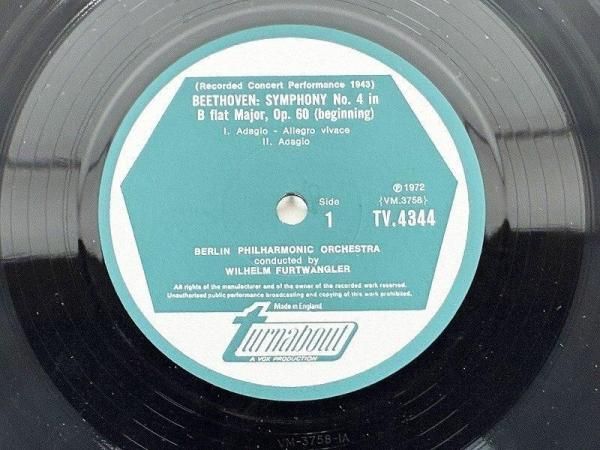 (Recorded Concert Performance 1943)
BEETHOVEN: SYMPHONY No. 4 in
B flat Major, Op. 60 (beginning)
I. Adagio - Allegro vivace
II. Adagio
Side
1
℗ 1972
{VM.3758}
TV.4344
BERLIN PHILHARMONIC ORCHESTRA
conducted by
WILHELM FURTWANGLER
All rights of the manufacturer and of the owner of the recorded work reserved.
Unauthorised public performance broadcasting and copying of this work prohibited.
Made in England
turnabout
A VOX PRODUCTION
VM-3758-1A